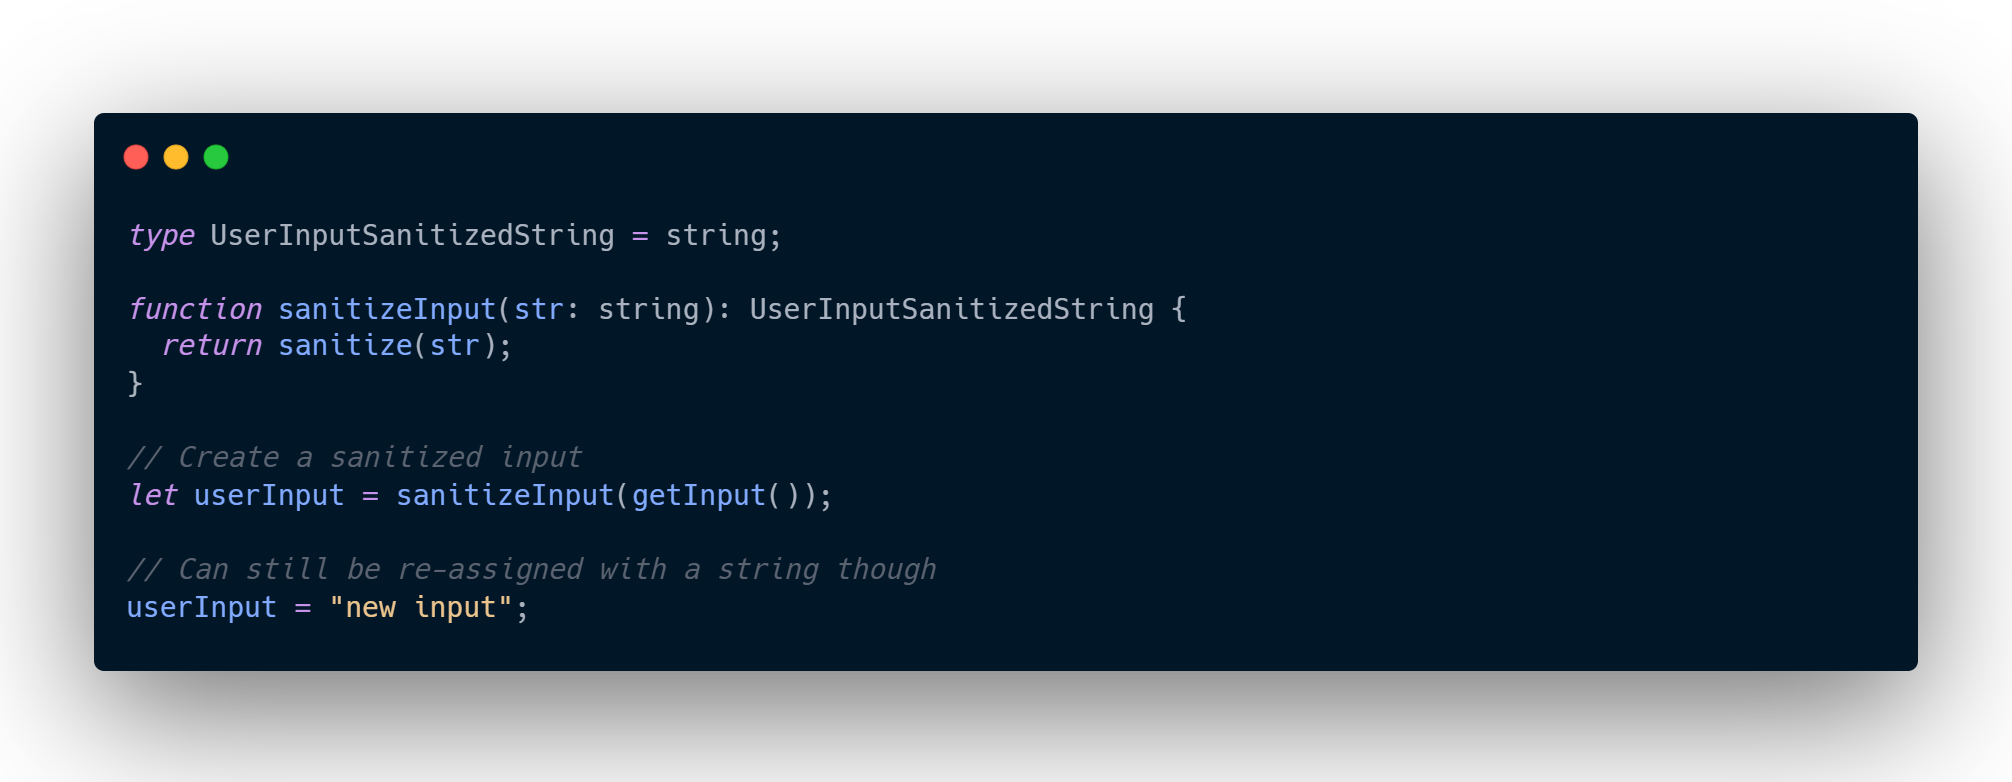 type UserInputSanitizedString = string;
function sanitizeInput(str: string): UserInputSanitizedString {
  return sanitize(str);
}
// Create a sanitized input
let userInput = sanitizeInput(getInput());
// Can still be re-assigned with a string though
userInput = "new input";